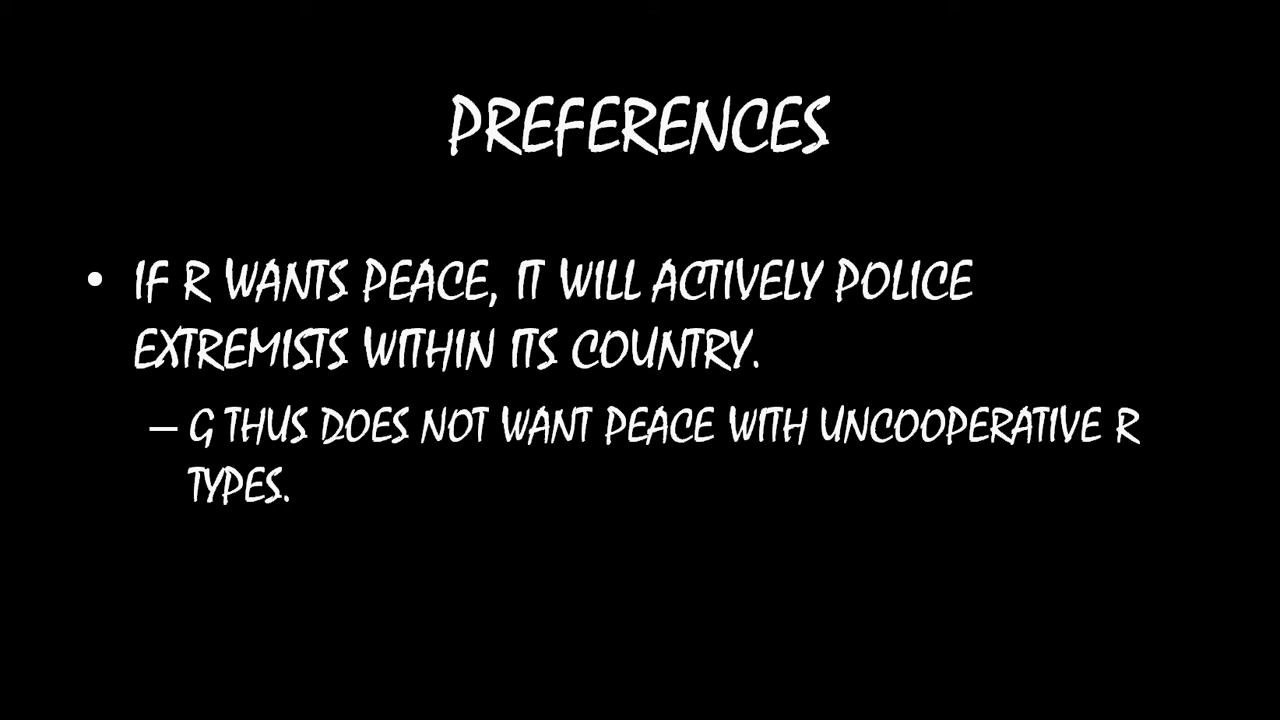 PREFERENCES
• IF R WANTS PEACE, IT WILL ACTIVELY POLICE
EXTREMISTS WITHIN ITS COUNTRY.
– G THUS DOES NOT WANT PEACE WITH UNCOOPERATIVE R
TYPES.